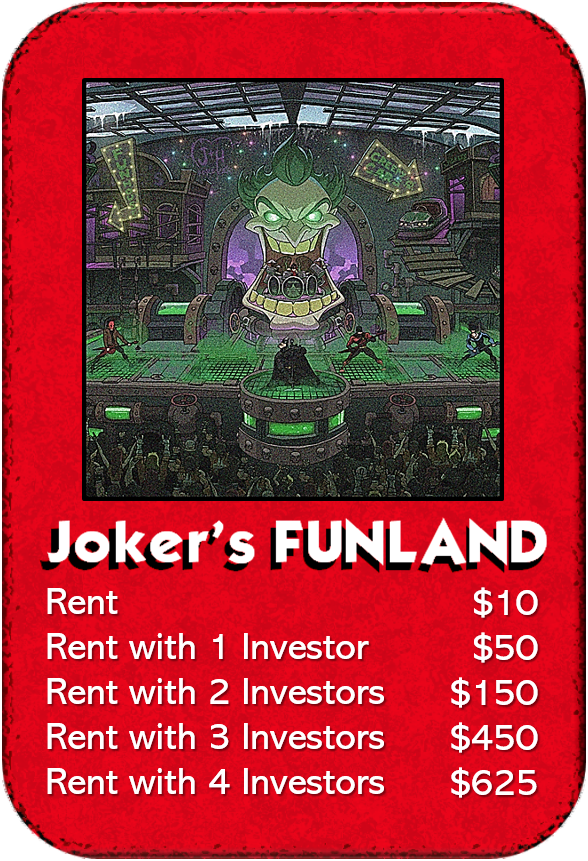 Joker's FUNLAND
Rent $10
Rent with 1 Investor $50
Rent with 2 Investors $150
Rent with 3 Investors $450
Rent with 4 Investors $625